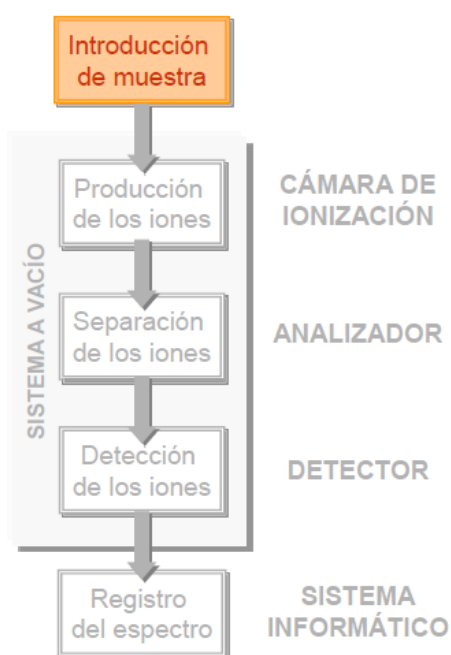 Introducción
de muestra
Producción
de los iones
CÁMARA DE
IONIZACIÓN
SISTEMA A VACÍO
Separación
de los iones
ANALIZADOR
Detección
de los iones
DETECTOR
Registro
del espectro
SISTEMA
INFORMÁTICO